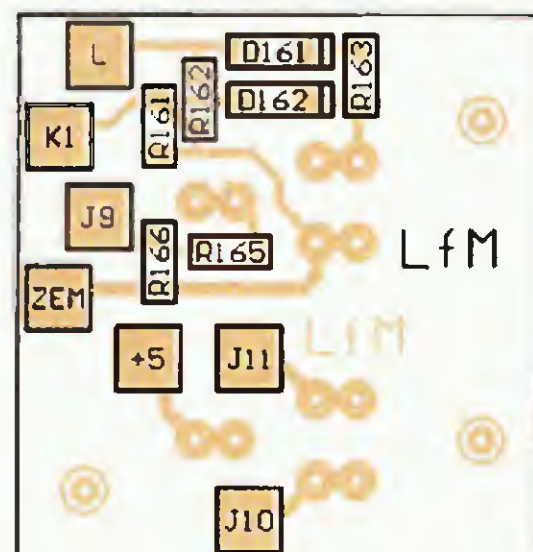 L
D161
R163
R162
D162
R161
K1
J9
R166
R165
LfM
ZEM
LfM
+5
J11
J10